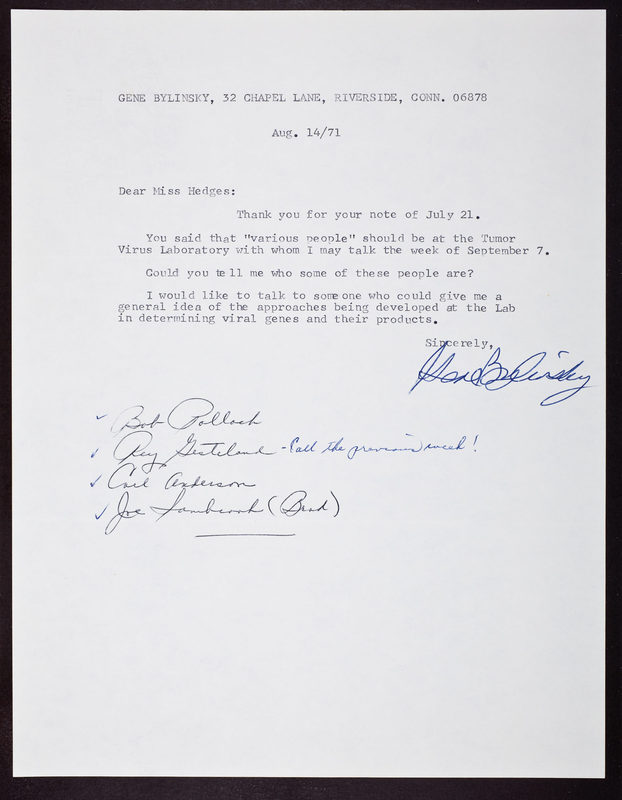 GENE BYLINSKY, 32 CHAPEL LANE, RIVERSIDE, CONN. 06878
Aug. 14/71
Dear Miss Hedges:
Thank you for your note of July 21.
You said that "various people" should be at the Tumor
Virus Laboratory with whom I may talk the week of September 7.
Could you tell me who some of these people are?
I would like to talk to someone who could give me a
general idea of the approaches being developed at the Lab
in determining viral genes and their products.
Sincerely,
Gene Bylinsky
✓ Bob Pollack
✓ Ray Gesteland - Call the previous week!
✓ Carl Anderson
✓ Joe Sambrook (Brad)